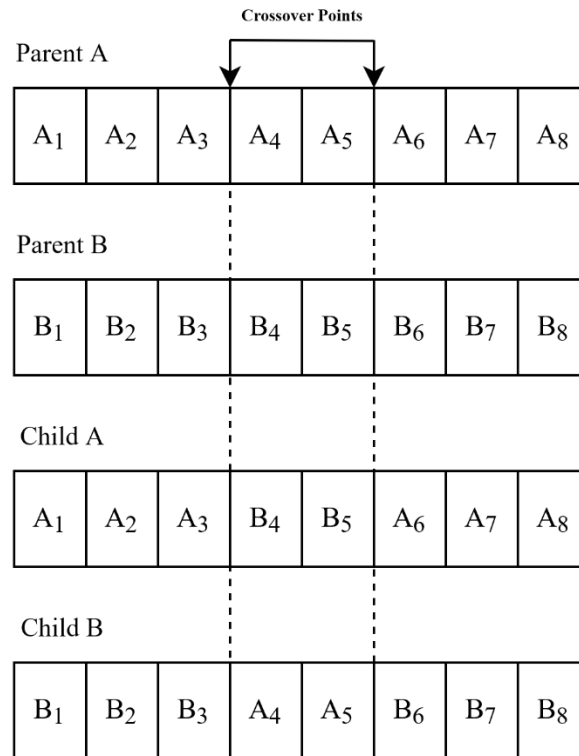 Crossover Points
Parent A
A₁ A₂ A₃ A₄ A₅ A₆ A₇ A₈
Parent B
B₁ B₂ B₃ B₄ B₅ B₆ B₇ B₈
Child A
A₁ A₂ A₃ B₄ B₅ A₆ A₇ A₈
Child B
B₁ B₂ B₃ A₄ A₅ B₆ B₇ B₈